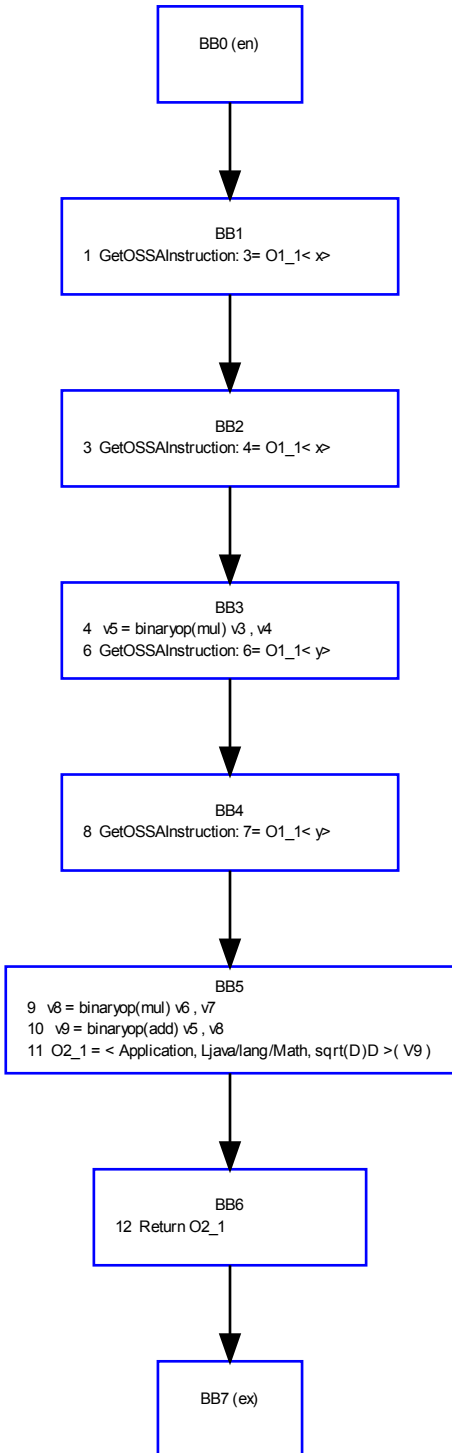 BB0 (en)
BB1
1 GetOSSAInstruction: 3= O1_1< x>
BB2
3 GetOSSAInstruction: 4= O1_1< x>
BB3
4 v5 = binaryop(mul) v3 , v4
6 GetOSSAInstruction: 6= O1_1< y>
BB4
8 GetOSSAInstruction: 7= O1_1< y>
BB5
9 v8 = binaryop(mul) v6 , v7
10 v9 = binaryop(add) v5 , v8
11 O2_1 = < Application, Ljava/lang/Math, sqrt(D)D >( V9 )
BB6
12 Return O2_1
BB7 (ex)